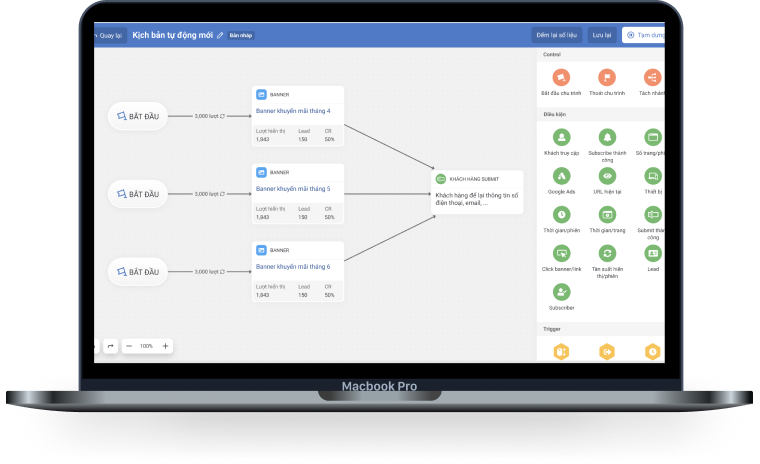 Quay lại
Kịch bản tự động mới
Bản nháp
Đếm lại số liệu
Lưu lại
Tạm dừng
BẮT ĐẦU
3,000 lượt
BANNER
Banner khuyến mãi tháng 4
Lượt hiển thị Lead CR
1,843 150 50%
BẮT ĐẦU
3,000 lượt
BANNER
Banner khuyến mãi tháng 5
Lượt hiển thị Lead CR
1,843 150 50%
BẮT ĐẦU
3,000 lượt
BANNER
Banner khuyến mãi tháng 6
Lượt hiển thị Lead CR
1,843 150 50%
KHÁCH HÀNG SUBMIT
Khách hàng để lại thông tin số
điện thoại, email, ...
100%
Control
Bắt đầu chu trình
Thoát chu trình
Tách nhánh
Điều kiện
Khách truy cập
Subscribe thành
công
Số trang/phi
Google Ads
URL hiện tại
Thiết bị
Thời gian/phiên
Thời gian/trang
Submit thàn
công
Click banner/link
Tần suất hiển
thị/phiên
Lead
Subscriber
Trigger
Macbook Pro